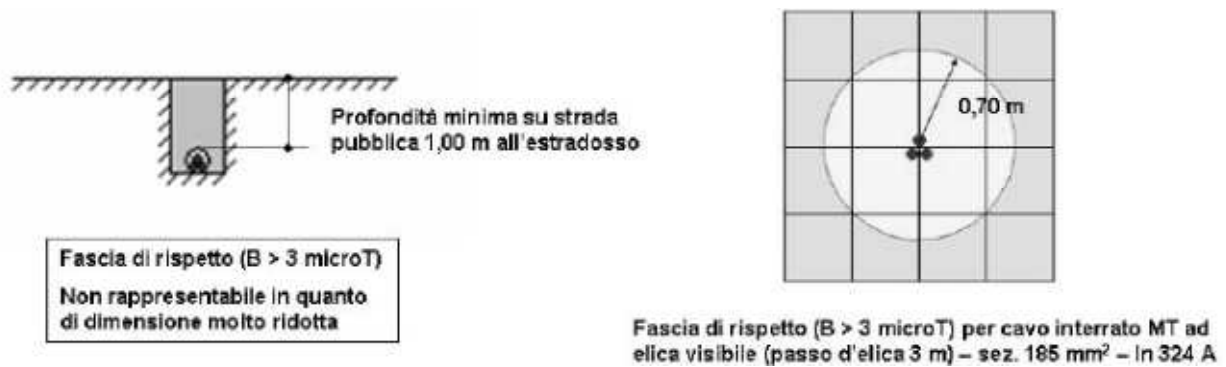 Profondità minima su strada
pubblica 1,00 m all'estradosso
Fascia di rispetto (B > 3 microT)
Non rappresentabile in quanto
di dimensione molto ridotta
0,70 m
Fascia di rispetto (B > 3 microT) per cavo interrato MT ad
elica visibile (passo d'elica 3 m) – sez. 185 mm² – In 324 A